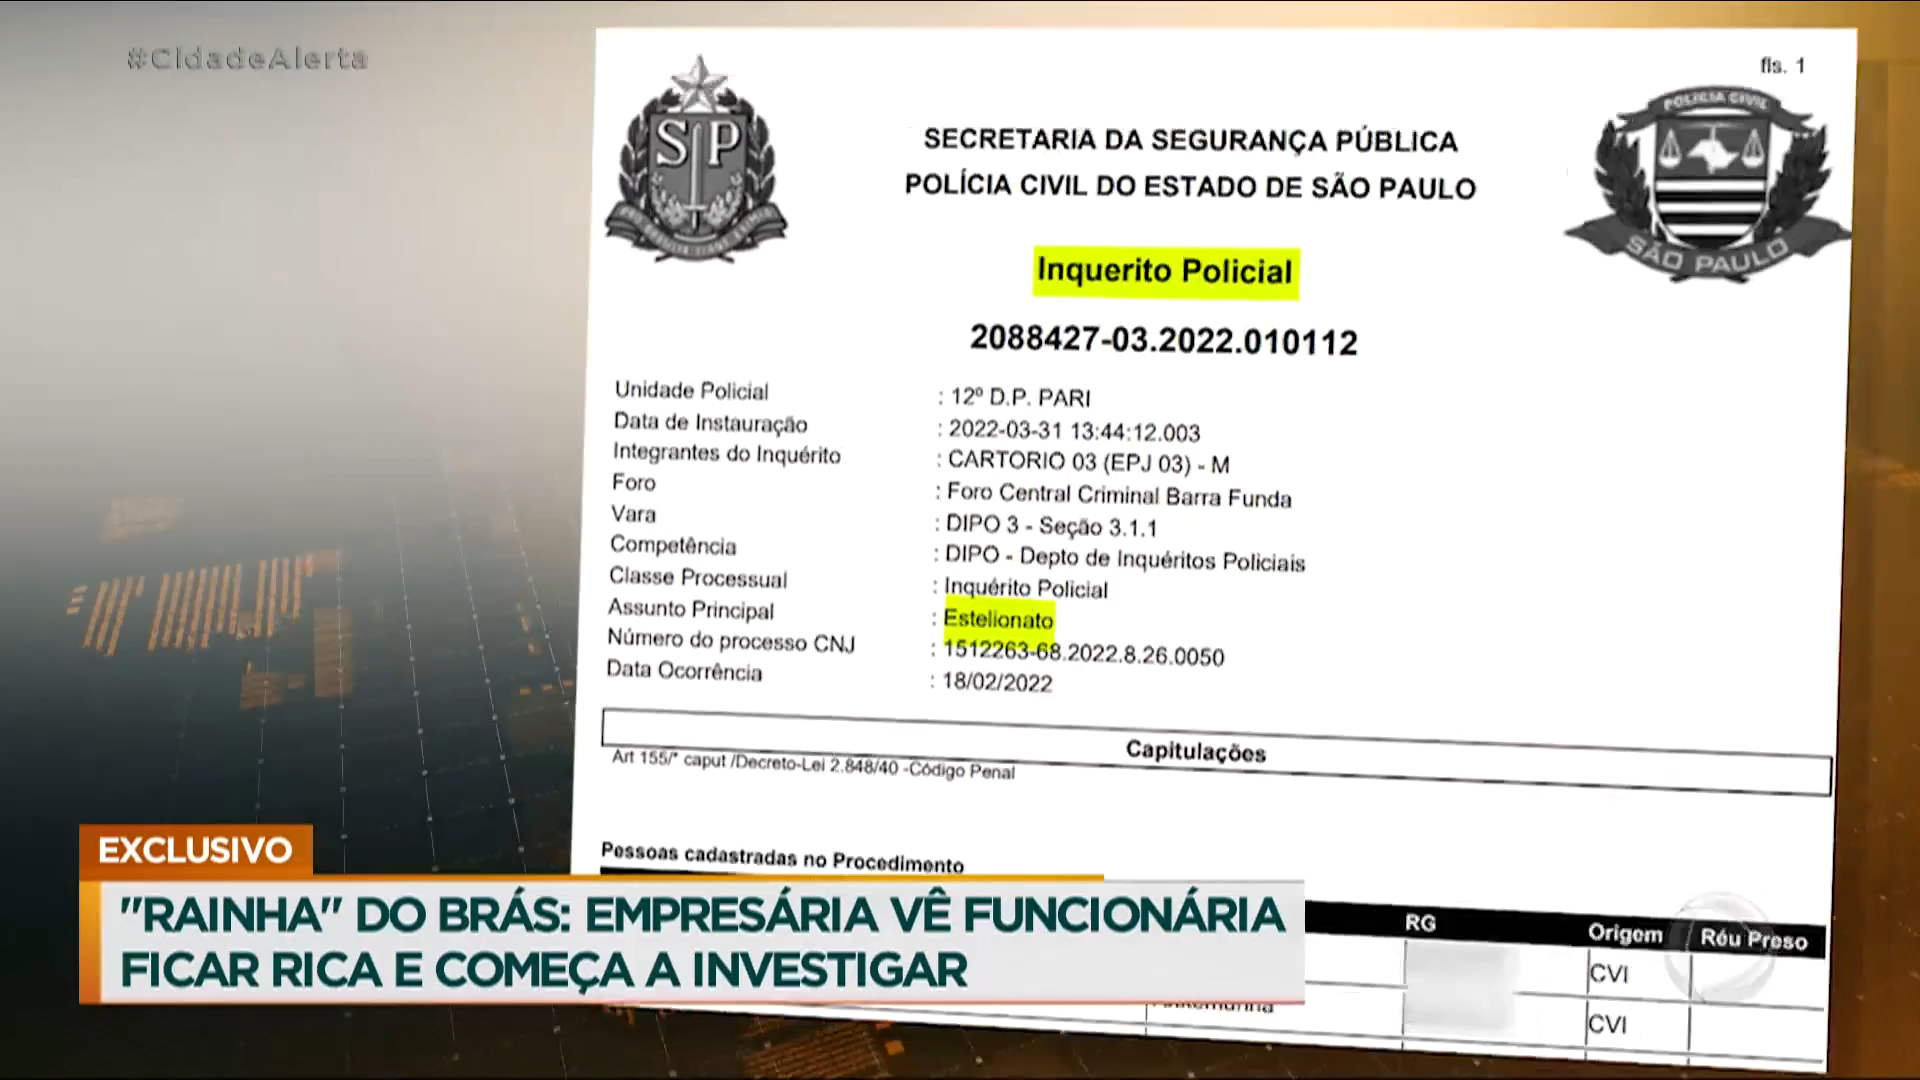 #CidadeAlerta
fls. 1
SP
POLICIA CIVIL
SÃO PAULO
SECRETARIA DA SEGURANÇA PÚBLICA
POLÍCIA CIVIL DO ESTADO DE SÃO PAULO
Inquerito Policial
2088427-03.2022.010112
Unidade Policial : 12º D.P. PARI
Data de Instauração : 2022-03-31 13:44:12.003
Integrantes do Inquérito : CARTORIO 03 (EPJ 03) - M
Foro : Foro Central Criminal Barra Funda
Vara : DIPO 3 - Seção 3.1.1
Competência : DIPO - Depto de Inquéritos Policiais
Classe Processual : Inquérito Policial
Assunto Principal : Estelionato
Número do processo CNJ : 1512263-68.2022.8.26.0050
Data Ocorrência : 18/02/2022
Capitulações
Art 155/* caput /Decreto-Lei 2.848/40 -Código Penal
Pessoas cadastradas no Procedimento
RG Origem Réu Preso
CVI
CVI
EXCLUSIVO
"RAINHA" DO BRÁS: EMPRESÁRIA VÊ FUNCIONÁRIA
FICAR RICA E COMEÇA A INVESTIGAR